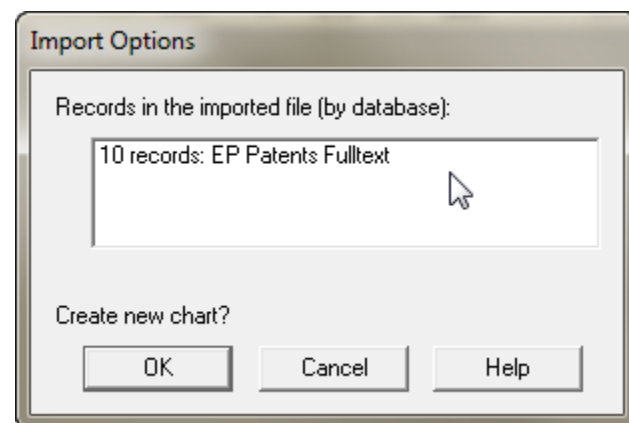 Import Options
Records in the imported file (by database):
10 records: EP Patents Fulltext
Create new chart?
OK Cancel Help